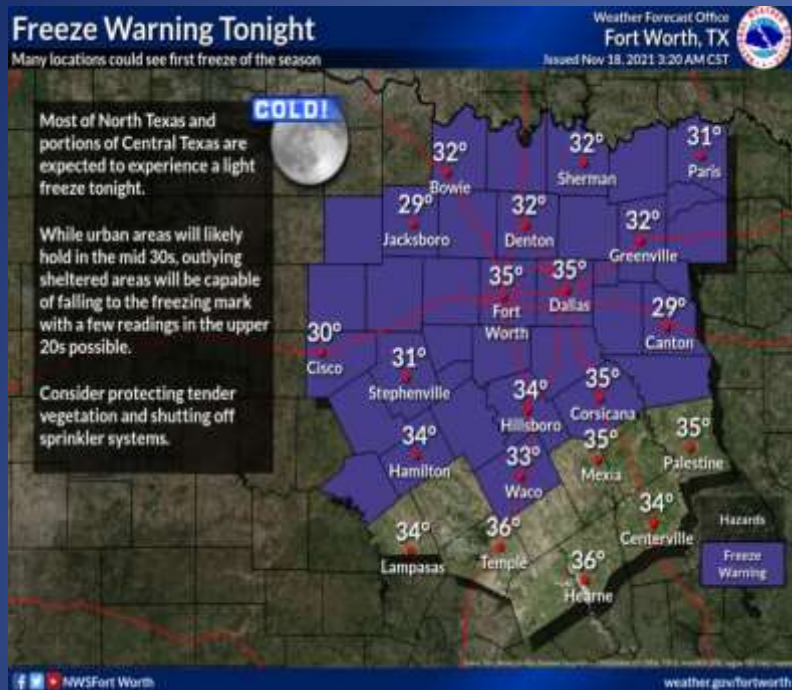 Freeze Warning Tonight
Many locations could see first freeze of the season
Weather Forecast Office
Fort Worth, TX
Issued Nov 18, 2021 3:20 AM CST
COLD!
Most of North Texas and
portions of Central Texas are
expected to experience a light
freeze tonight.
While urban areas will likely
hold in the mid 30s, outlying
sheltered areas will be capable
of falling to the freezing mark
with a few readings in the upper
20s possible.
Consider protecting tender
vegetation and shutting off
sprinkler systems.
32°
Bowie
32°
Sherman
31°
Paris
29°
Jacksboro
32°
Denton
32°
Greenville
35°
Fort
Worth
35°
Dallas
29°
Canton
30°
Cisco
31°
Stephenville
34°
Hillsboro
35°
Corsicana
34°
Hamilton
33°
Waco
35°
Mexia
35°
Palestine
34°
Lampasas
36°
Temple
34°
Centerville
36°
Hearne
Hazards
Freeze
Warning
NWSFort Worth
weather.gov/fortworth